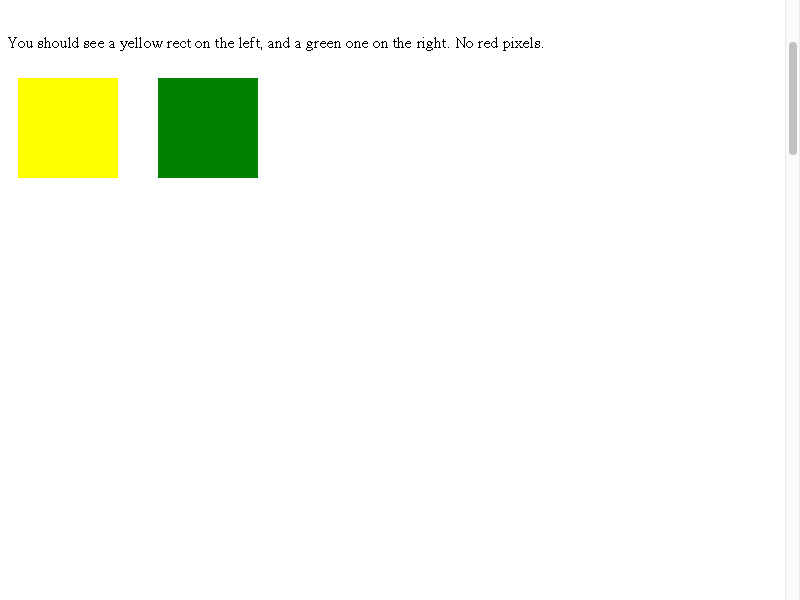 You should see a yellow rect on the left, and a green one on the right. No red pixels.